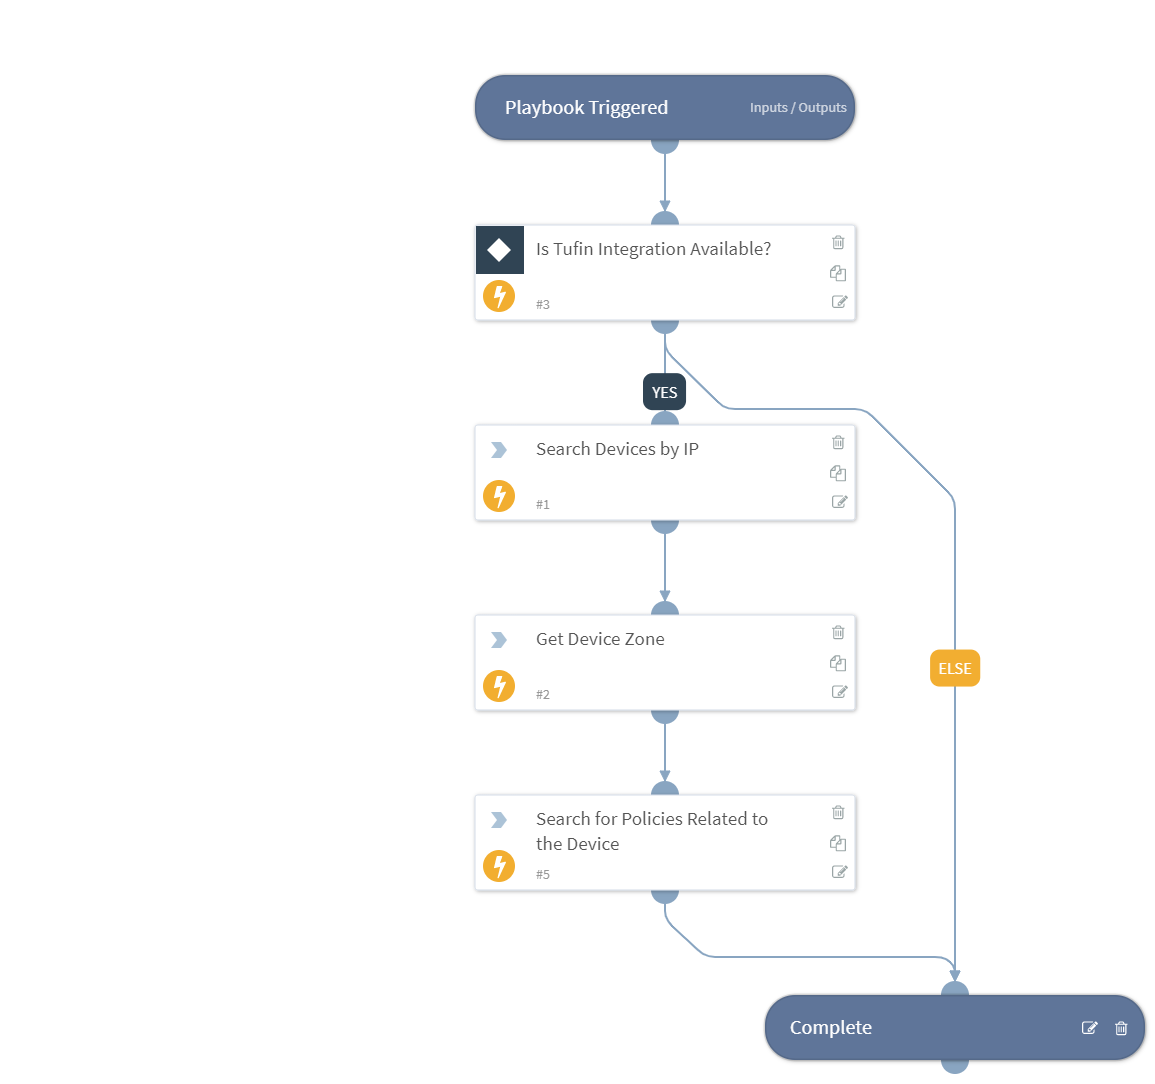 Playbook Triggered
Inputs / Outputs
Is Tufin Integration Available?
#3
YES
Search Devices by IP
#1
Get Device Zone
#2
ELSE
Search for Policies Related to
the Device
#5
Complete